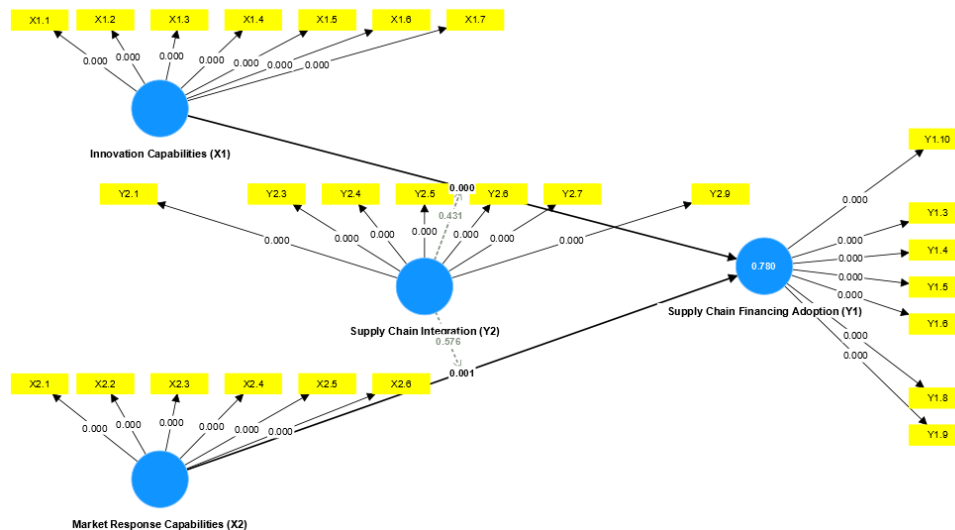 X1.1 X1.2 X1.3 X1.4 X1.5 X1.6 X1.7
0.000 0.000 0.000 0.000 0.000 0.000 0.000
Innovation Capabilities (X1)
Y1.10
0.000
Y2.1 Y2.3 Y2.4 Y2.5 Y2.6 Y2.7 Y2.9
0.000
0.431
0.000 0.000 0.000 0.000 0.000 0.000 0.000
Y1.3
0.000
Y1.4
0.000
0.780
0.000
Y1.5
0.000
Supply Chain Financing Adoption (Y1)
Y1.6
Supply Chain Integration (Y2)
0.576
0.001
0.000
0.000
Y1.8
Y1.9
X2.1 X2.2 X2.3 X2.4 X2.5 X2.6
0.000 0.000 0.000 0.000 0.000 0.000
Market Response Capabilities (X2)